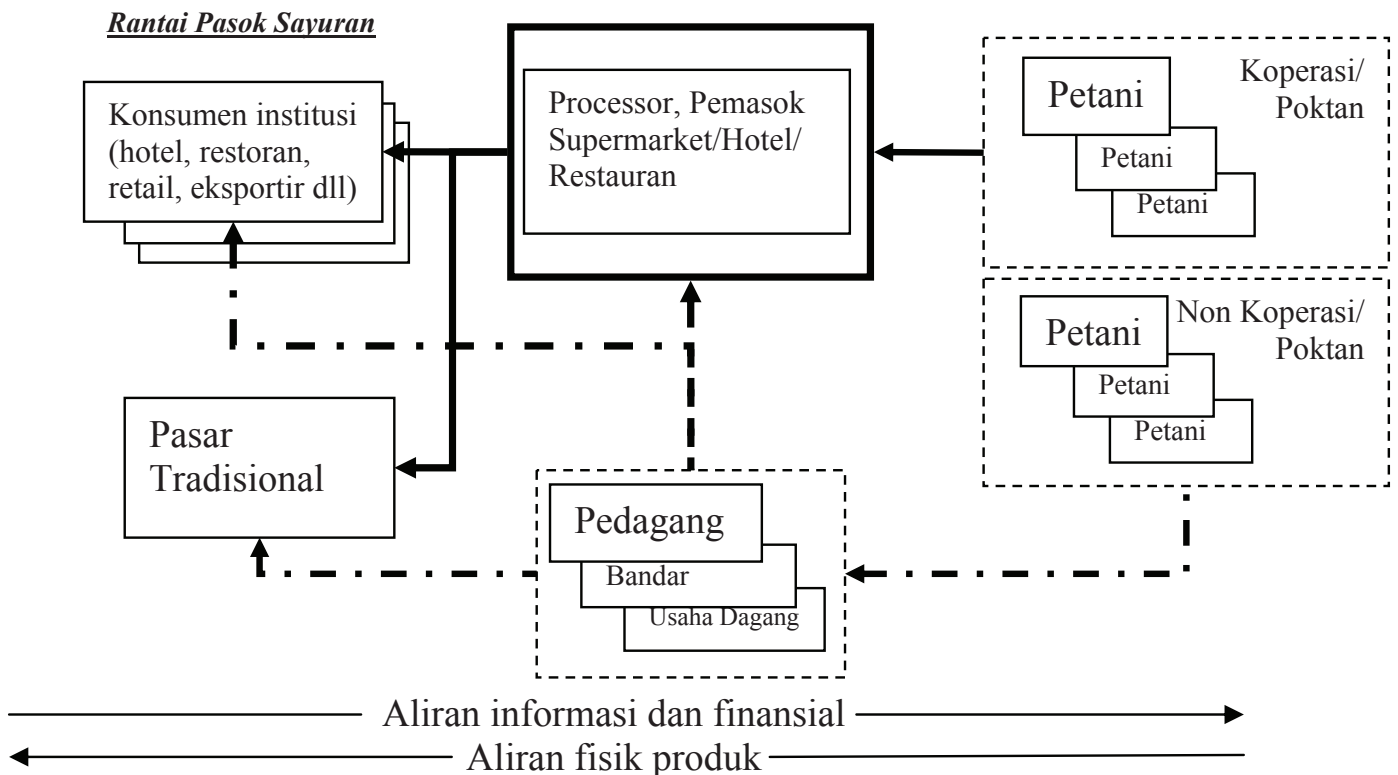 Rantai Pasok Sayuran
Konsumen institusi
(hotel, restoran,
retail, eksportir dll)
Processor, Pemasok
Supermarket/Hotel/
Restauran
Koperasi/
Poktan
Petani
Petani
Petani
Non Koperasi/
Poktan
Petani
Petani
Petani
Pasar
Tradisional
Pedagang
Bandar
Usaha Dagang
Aliran informasi dan finansial
Aliran fisik produk